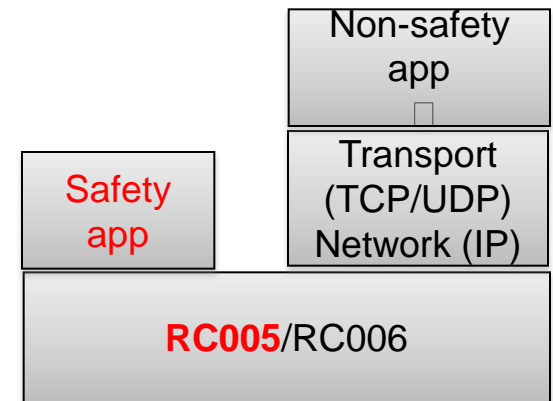 Non-safety
app
Transport
(TCP/UDP)
Network (IP)
Safety
app
RC005/RC006